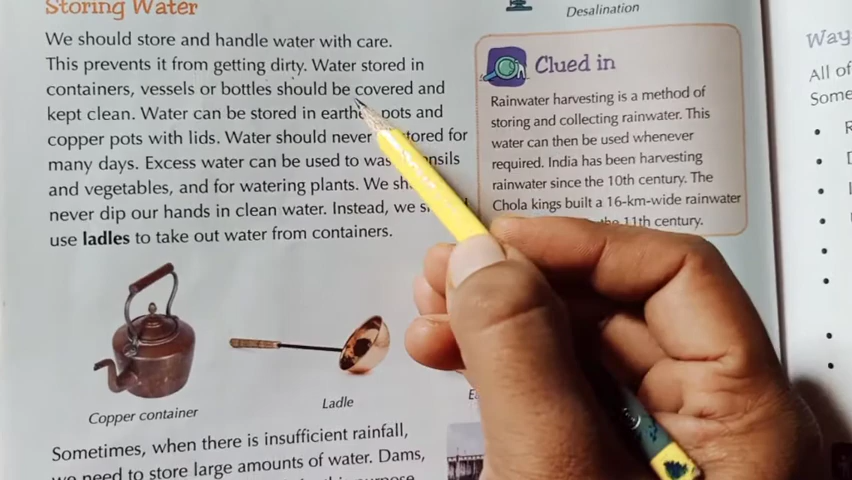 Storing Water
We should store and handle water with care.
This prevents it from getting dirty. Water stored in
containers, vessels or bottles should be covered and
kept clean. Water can be stored in earthe pots and
copper pots with lids. Water should never stored for
many days. Excess water can be used to was nsils
and vegetables, and for watering plants. We sh
never dip our hands in clean water. Instead, we s
use ladles to take out water from containers.
Copper container
Ladle
Sometimes, when there is insufficient rainfall,
we need to store large amounts of water. Dams,
Desalination
Clued in
Rainwater harvesting is a method of
storing and collecting rainwater. This
water can then be used whenever
required. India has been harvesting
rainwater since the 10th century. The
Chola kings built a 16-km-wide rainwater
the 11th century.
Way
All of
Some